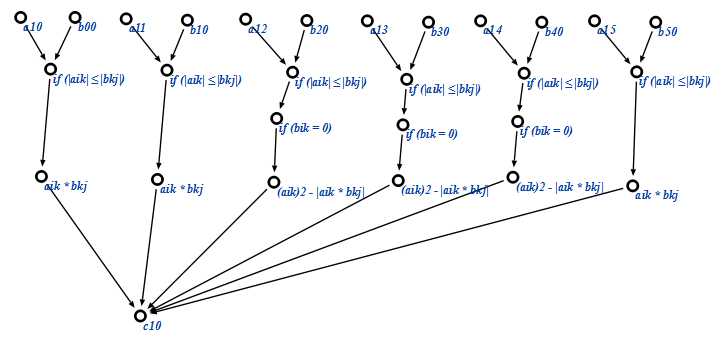 a10 b00 a11 b10 a12 b20 a13 b30 a14 b40 a15 b50
if (|aik| ≤|bkj|) if (|aik| ≤|bkj|) if (|aik| ≤|bkj|) if (|aik| ≤|bkj|) if (|aik| ≤|bkj|) if (|aik| ≤|bkj|)
if (bik = 0) if (bik = 0) if (bik = 0)
aik * bkj aik * bkj (aik)2 - |aik * bkj| (aik)2 - |aik * bkj| (aik)2 - |aik * bkj| aik * bkj
c10